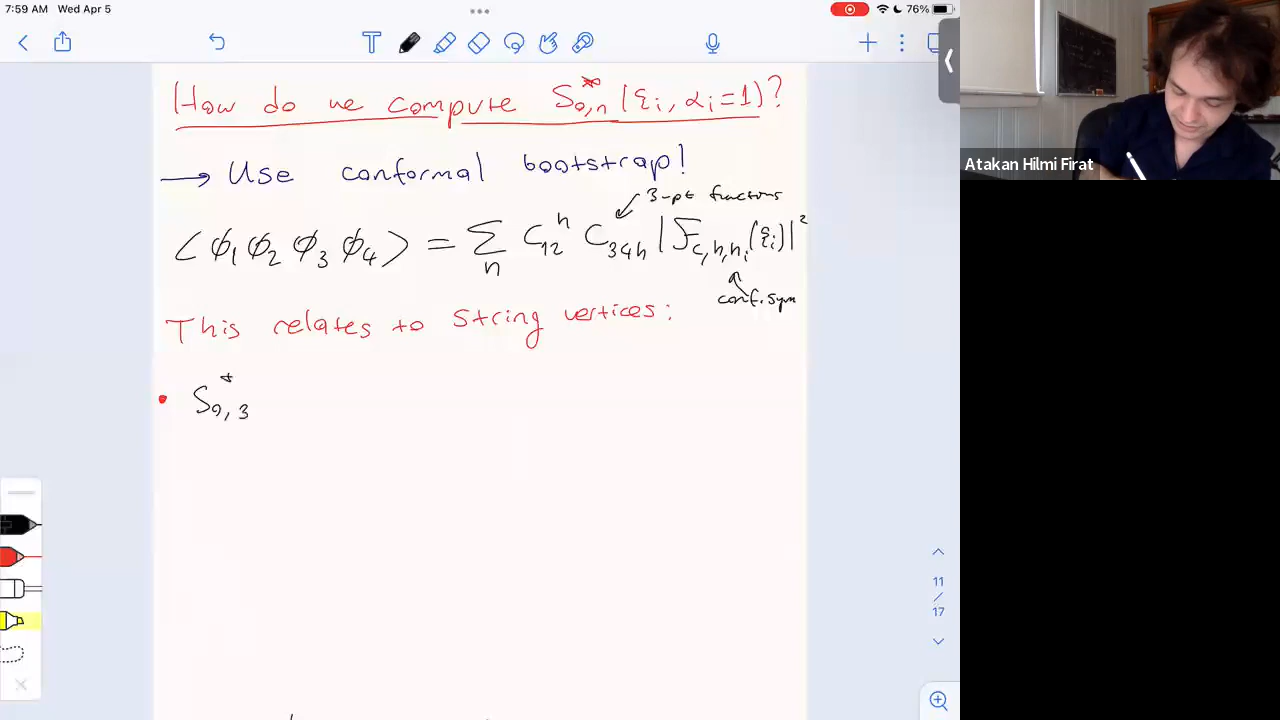 7:59 AM Wed Apr 5
76%
How do we compute S*₀,ₙ (ξᵢ, αᵢ=1)?
→ Use conformal bootstrap!
3-pt functions
⟨ϕ₁ ϕ₂ ϕ₃ ϕ₄⟩ = Σₕ C₁₂ʰ C₃₄ₕ |ℱ_c,h,hᵢ (ξᵢ)|²
conf. sym
This relates to string vertices:
• S*₀,₃
T
11
/
17
Atakan Hilmi Firat